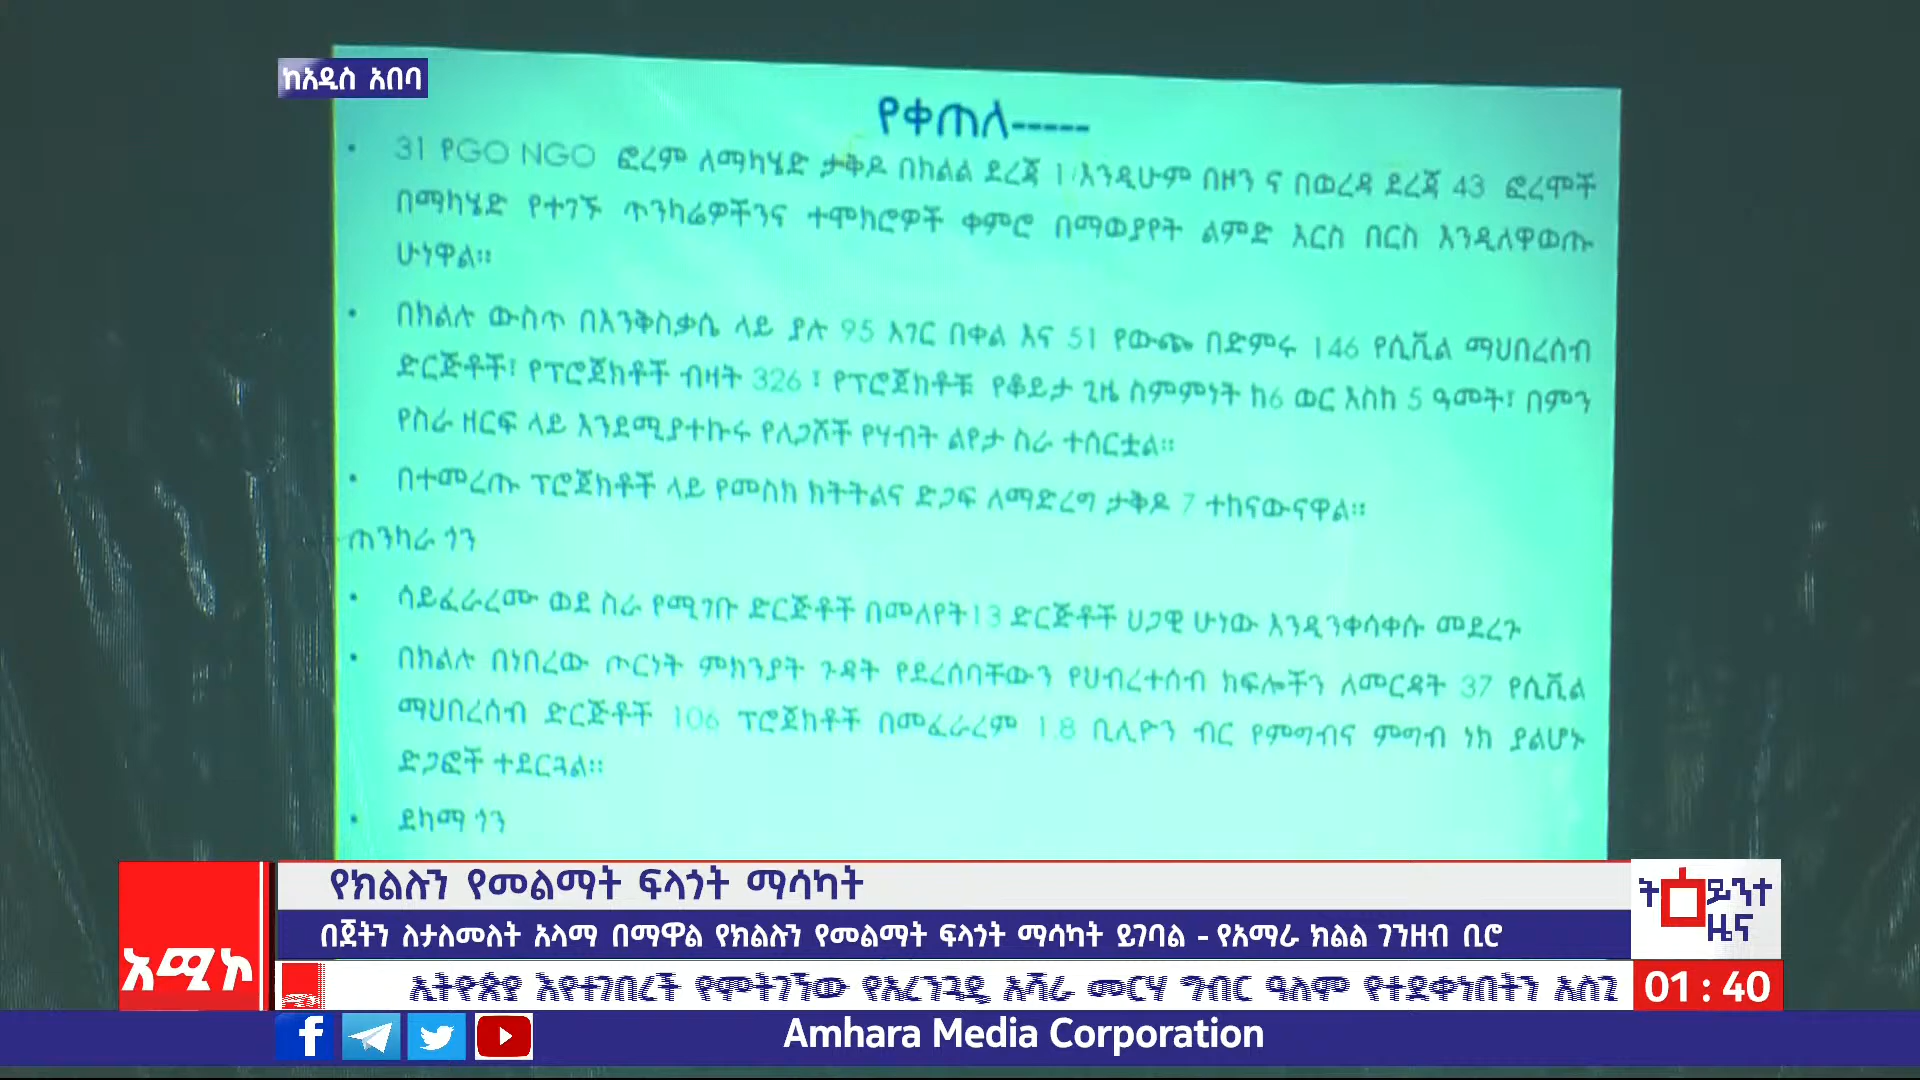 ከአዲስ አበባ
የቀጠለ-----
• 31 የGO NGO ፎረም ለማካሄድ ታቅዶ በክልል ደረጃ 1 እንዲሁም በዞን ና በወረዳ ደረጃ 43 ፎረሞች
በማካሄድ የተገኙ ጥንካሬዎችንና ተሞክሮዎች ቀምሮ በማወያየት ልምድ እርስ በርስ እንዲለዋወጡ
ሁነዋል።
• በክልሉ ውስጥ በእንቅስቃሴ ላይ ያሉ 95 አገር በቀል እና 51 የውጭ በድምሩ 146 የሲቪል ማህበረሰብ
ድርጅቶች፣ የፕሮጀክቶች ብዛት 326 ፣ የፕሮጀክቶቹ የቆይታ ጊዜ ስምምነት ከ6 ወር እስከ 5 ዓመት፣ በምን
የስራ ዘርፍ ላይ እንደሚያተኩሩ የለጋሾች የሃብት ልየታ ስራ ተሰርቷል።
• በተመረጡ ፕሮጀክቶች ላይ የመስክ ክትትልና ድጋፍ ለማድረግ ታቅዶ 7 ተከናውናዋል።
ጠንካራ ጎን
• ሳይፈራረሙ ወደ ስራ የሚገቡ ድርጅቶች በመለየት13 ድርጅቶች ህጋዊ ሁነው እንዲንቀሳቀሱ መደረጉ
• በክልሉ በነበረው ጦርነት ምክንያት ጉዳት የደረሰባቸውን የህብረተሰብ ክፍሎችን ለመርዳት 37 የሲቪል
ማህበረሰብ ድርጅቶች 106 ፕሮጀክቶች በመፈራረም 1.8 ቢሊዮን ብር የምግብና ምግብ ነክ ያልሆኑ
ድጋፎች ተደርጓል።
• ደካማ ጎን
የክልሉን የመልማት ፍላጎት ማሳካት
በጀትን ለታለመለት አላማ በማዋል የክልሉን የመልማት ፍላጎት ማሳካት ይገባል - የአማራ ክልል ገንዘብ ቢሮ
አሚኮ
ኢትዮጵያ እየተገበረች የምትገኘው የአረንጓዴ አሻራ መርሃ ግብር ዓለም የተደቀነበትን
ትዕይንተ
ዜና
01:40
Amhara Media Corporation